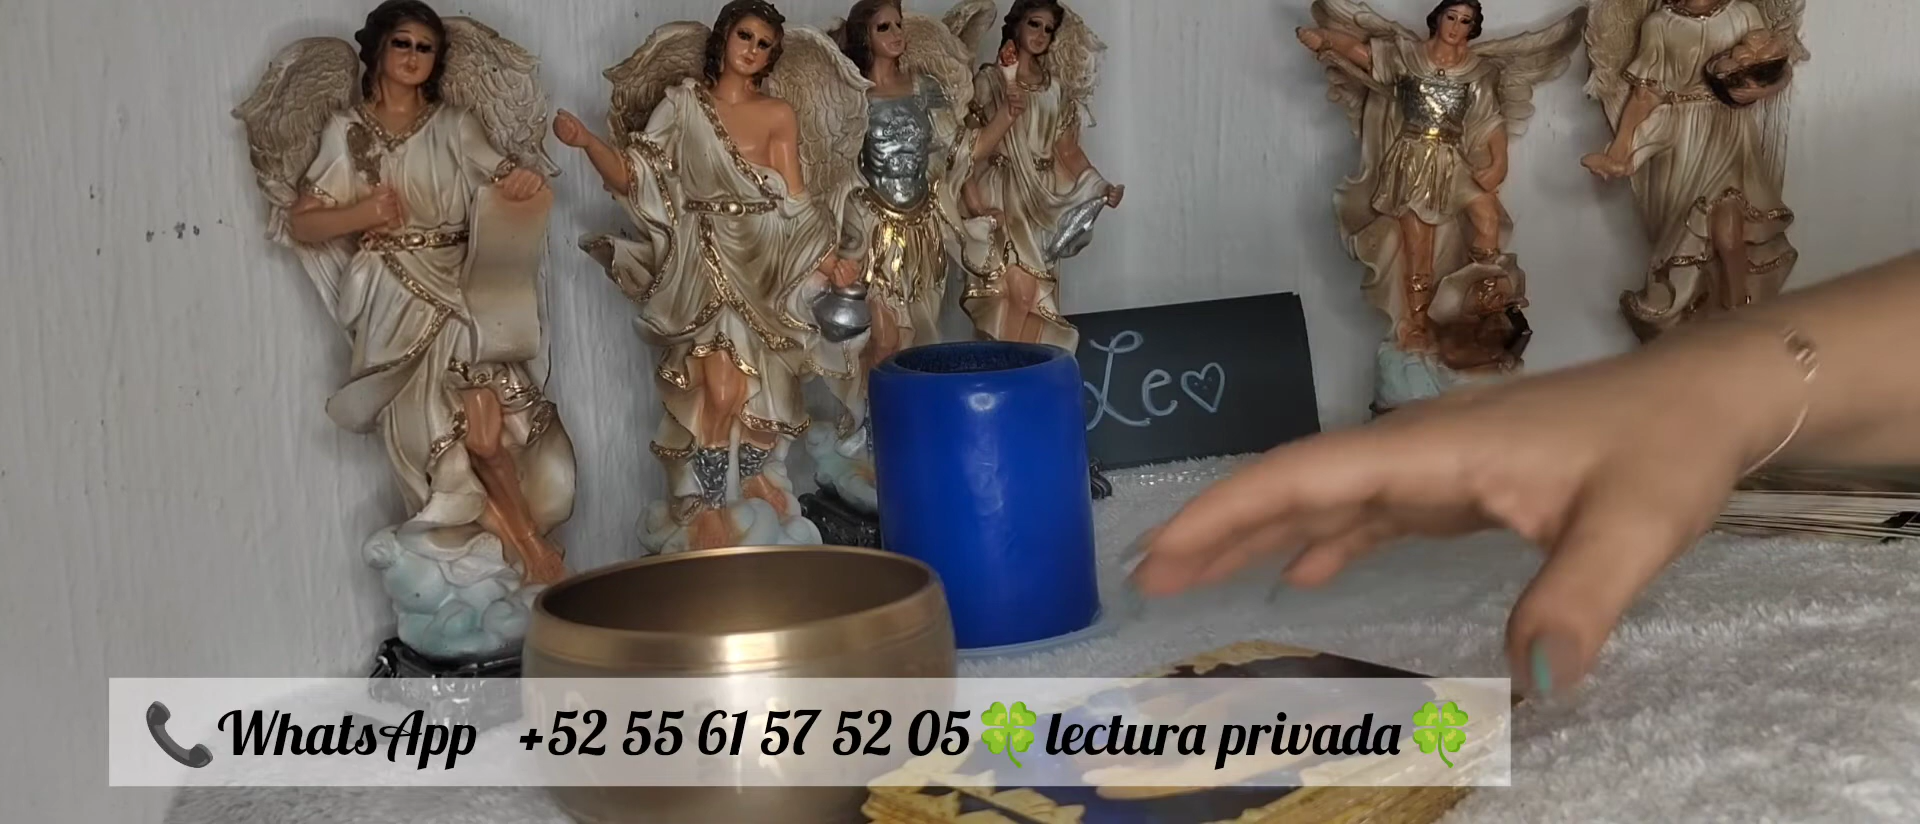 Le♡
📞WhatsApp +52 55 61 57 52 05🍀lectura privada🍀